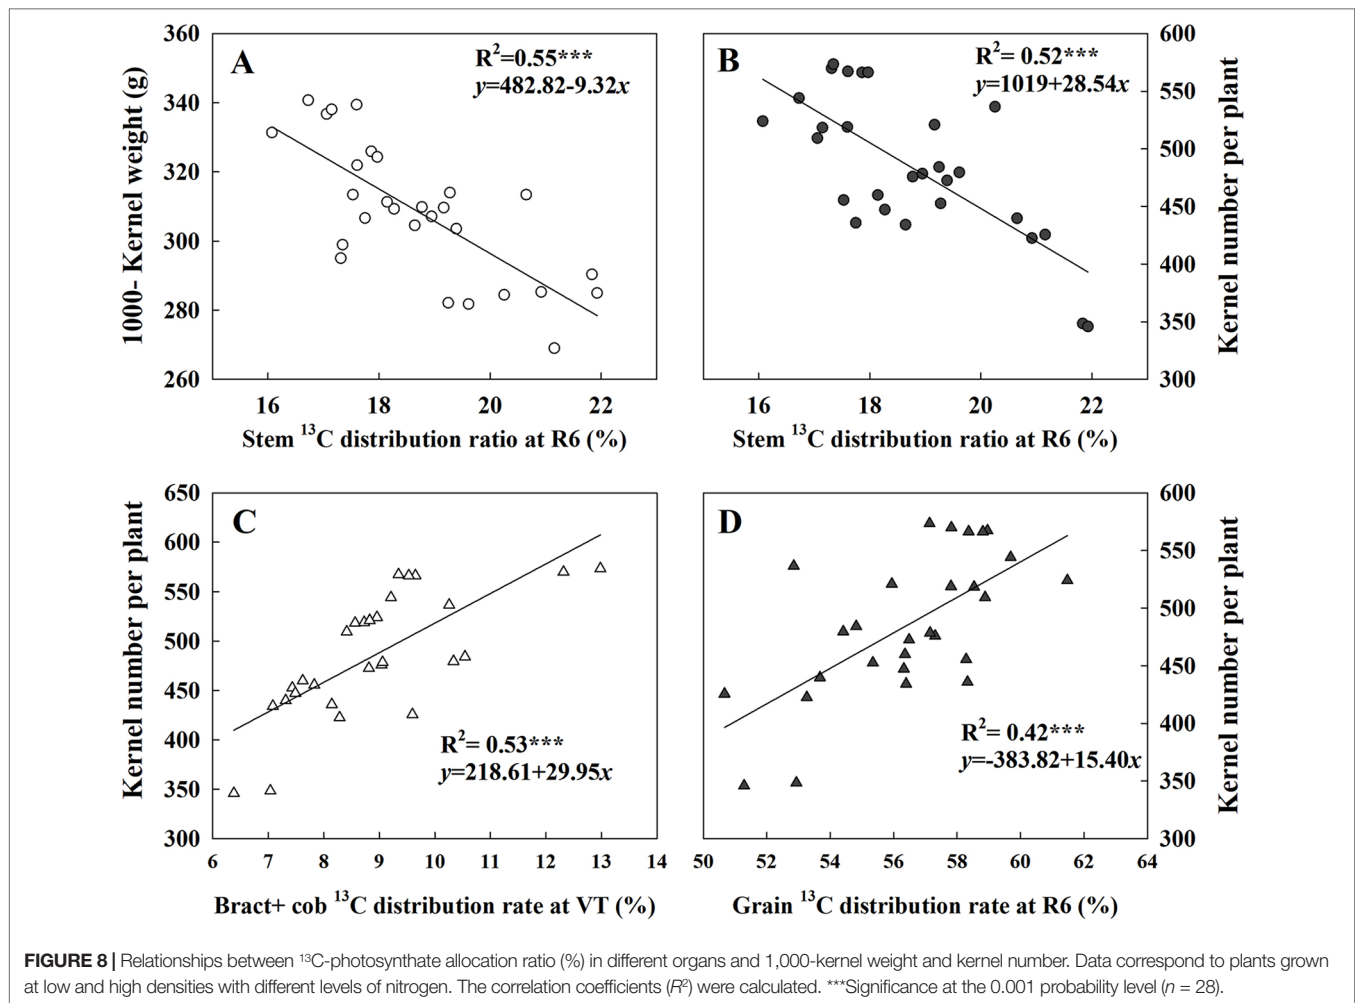 360
340
320
300
280
260
1000- Kernel weight (g)
A
R²=0.55***
y=482.82-9.32x
16 18 20 22
Stem ¹³C distribution ratio at R6 (%)
B
R²= 0.52***
y=1019+28.54x
600
550
500
450
400
350
300
Kernel number per plant
16 18 20 22
Stem ¹³C distribution ratio at R6 (%)
650
600
550
500
450
400
350
300
Kernel number per plant
C
R²= 0.53***
y=218.61+29.95x
6 7 8 9 10 11 12 13 14
Bract+ cob ¹³C distribution rate at VT (%)
D
R²= 0.42***
y=-383.82+15.40x
600
550
500
450
400
350
300
Kernel number per plant
50 52 54 56 58 60 62 64
Grain ¹³C distribution rate at R6 (%)
FIGURE 8 | Relationships between ¹³C-photosynthate allocation ratio (%) in different organs and 1,000-kernel weight and kernel number. Data correspond to plants grown
at low and high densities with different levels of nitrogen. The correlation coefficients (R²) were calculated. ***Significance at the 0.001 probability level (n = 28).